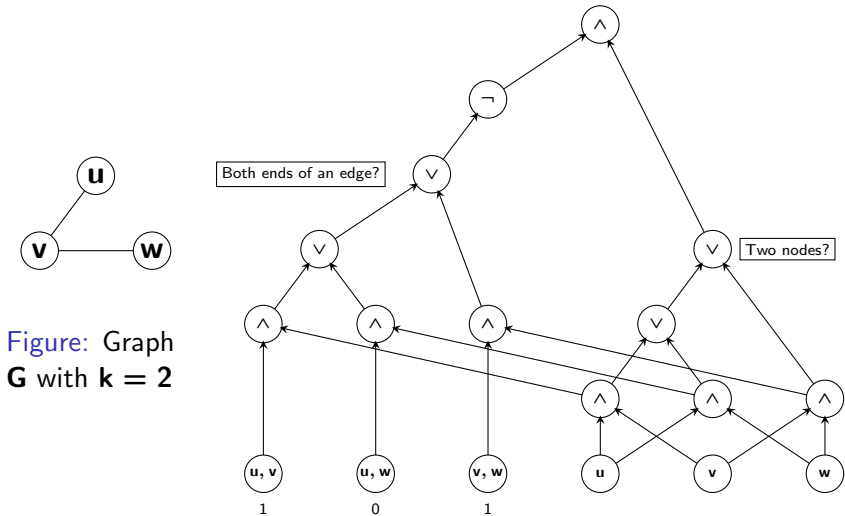 ∧
¬
Both ends of an edge?
∨
u
v
w
∨
∨
Two nodes?
∧
∧
∧
∨
Figure: Graph
G with k = 2
∧
∧
∧
u, v
u, w
v, w
u
v
w
1
0
1